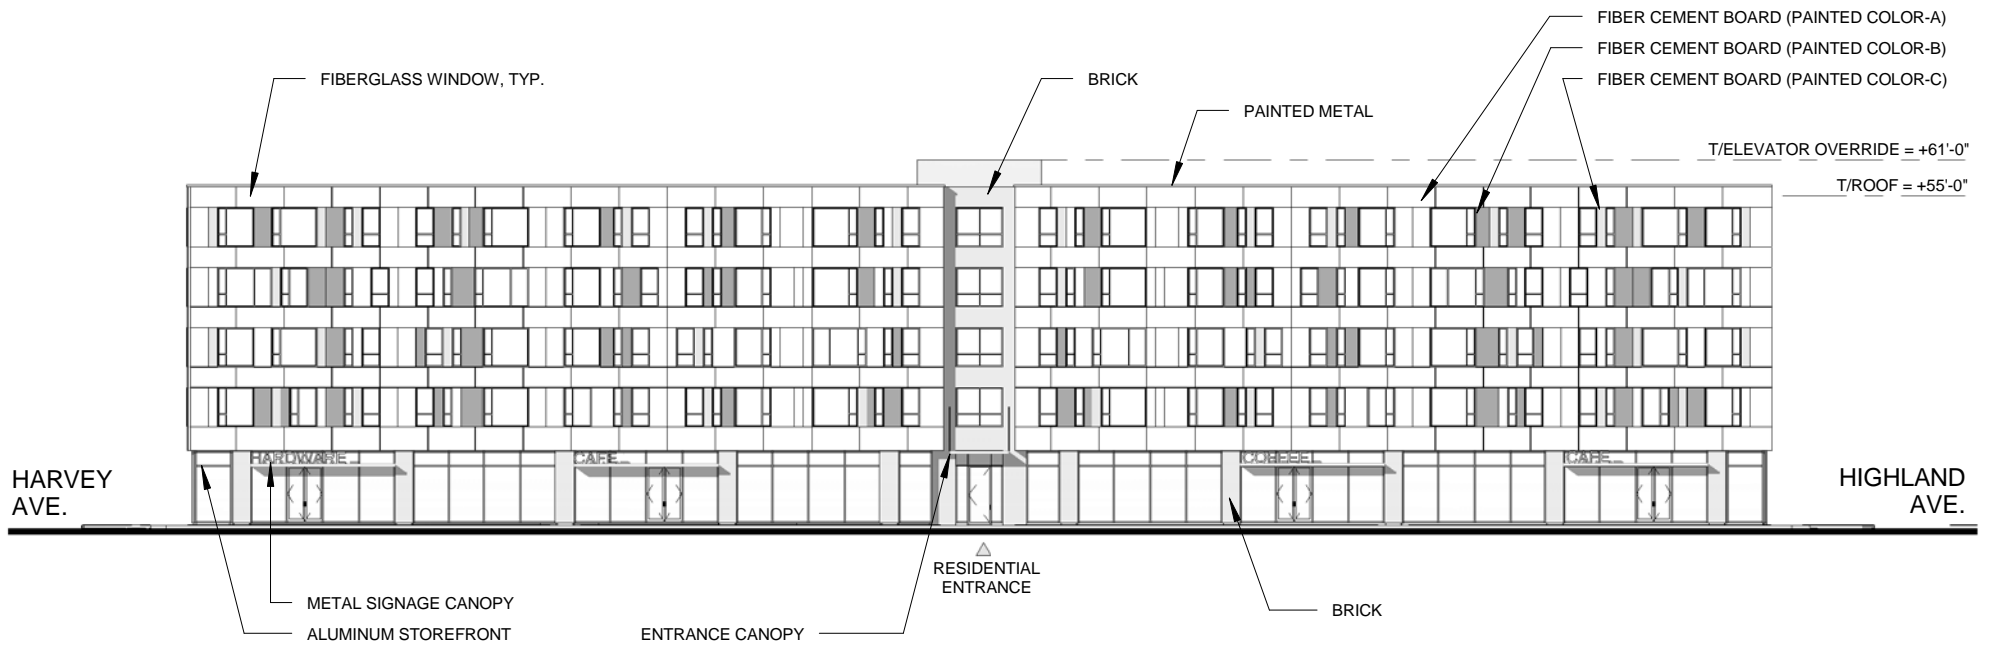 FIBER CEMENT BOARD (PAINTED COLOR-A)
FIBER CEMENT BOARD (PAINTED COLOR-B)
FIBERGLASS WINDOW, TYP.
BRICK
FIBER CEMENT BOARD (PAINTED COLOR-C)
PAINTED METAL
T/ELEVATOR OVERRIDE = +61'-0"
T/ROOF = +55'-0"
HARDWARE
CAFE
COFFEE
CAFE
HARVEY
AVE.
HIGHLAND
AVE.
RESIDENTIAL
ENTRANCE
METAL SIGNAGE CANOPY
BRICK
ALUMINUM STOREFRONT
ENTRANCE CANOPY